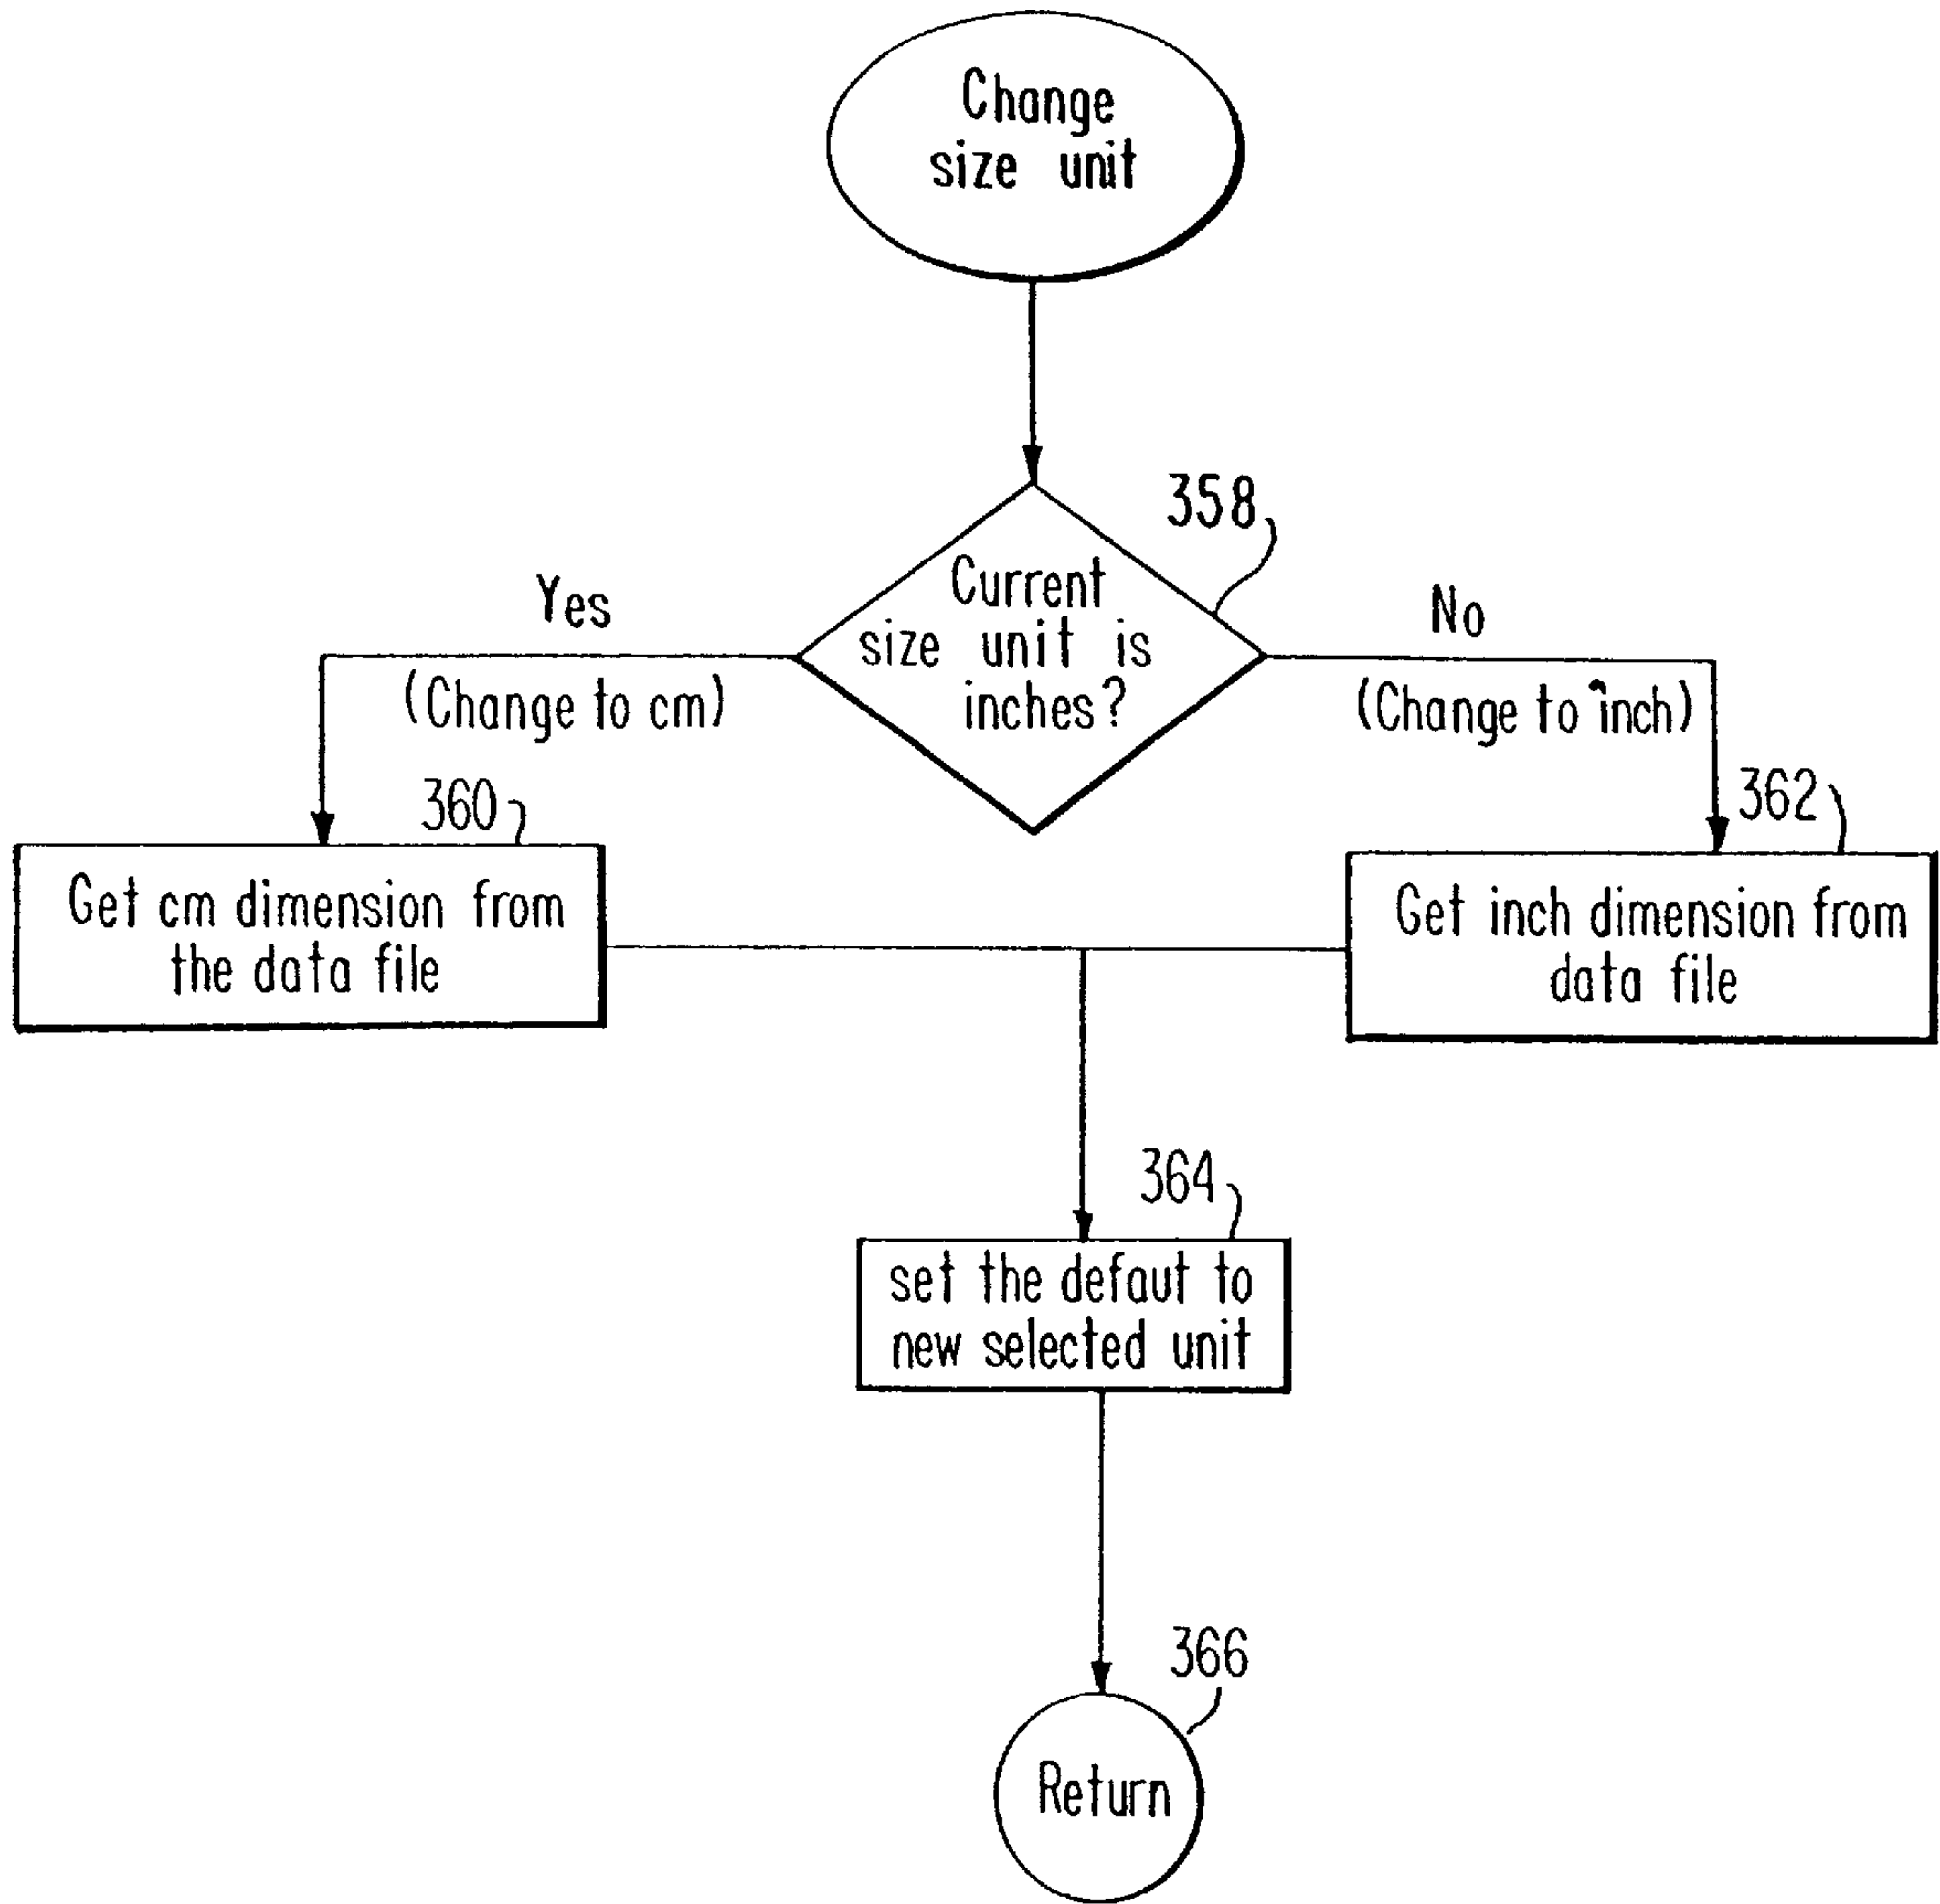 Change
size unit
358
Current
size unit is
inches?
Yes
(Change to cm)
No
(Change to inch)
360
Get cm dimension from
the data file
362
Get inch dimension from
data file
364
set the defaut to
new selected unit
366
Return